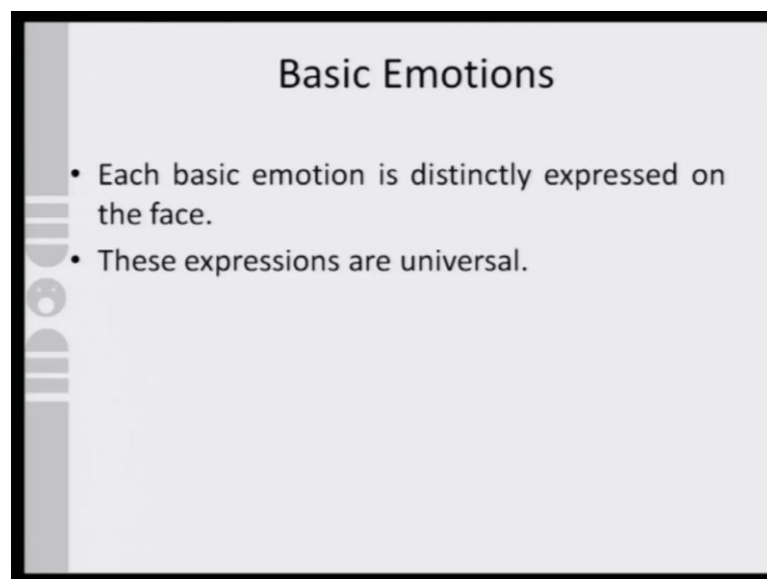 Basic Emotions
• Each basic emotion is distinctly expressed on
the face.
• These expressions are universal.